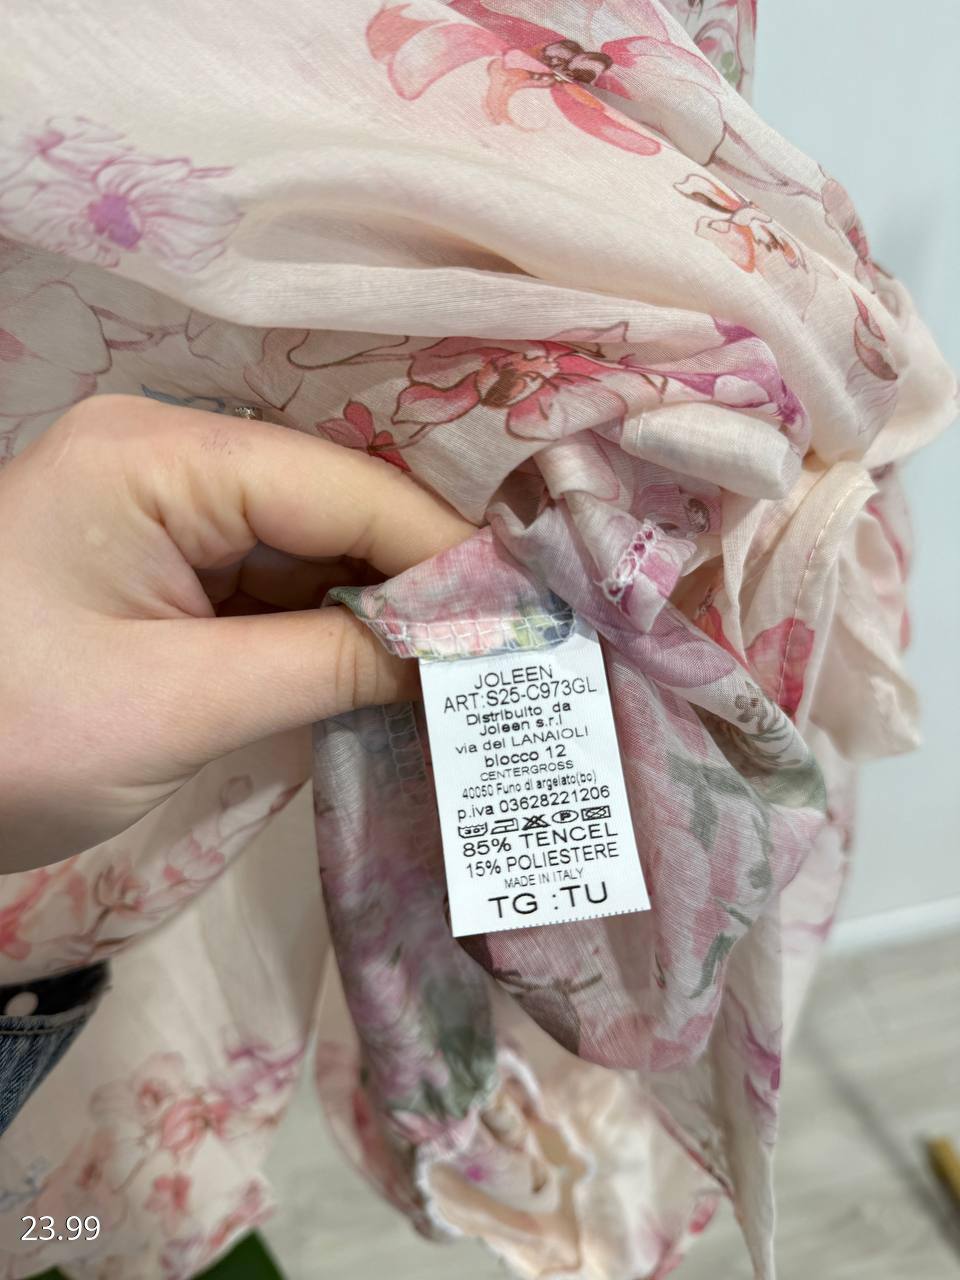 JOLEEN
ART:S25-C973GL
Distribuito da
Joleen s.r.l
via dei LANAIOLI
blocco 12
CENTERGROSS
40050 Funo di argelato(bo)
p.iva 03628221206
85% TENCEL
15% POLIESTERE
MADE IN ITALY
TG :TU
23.99